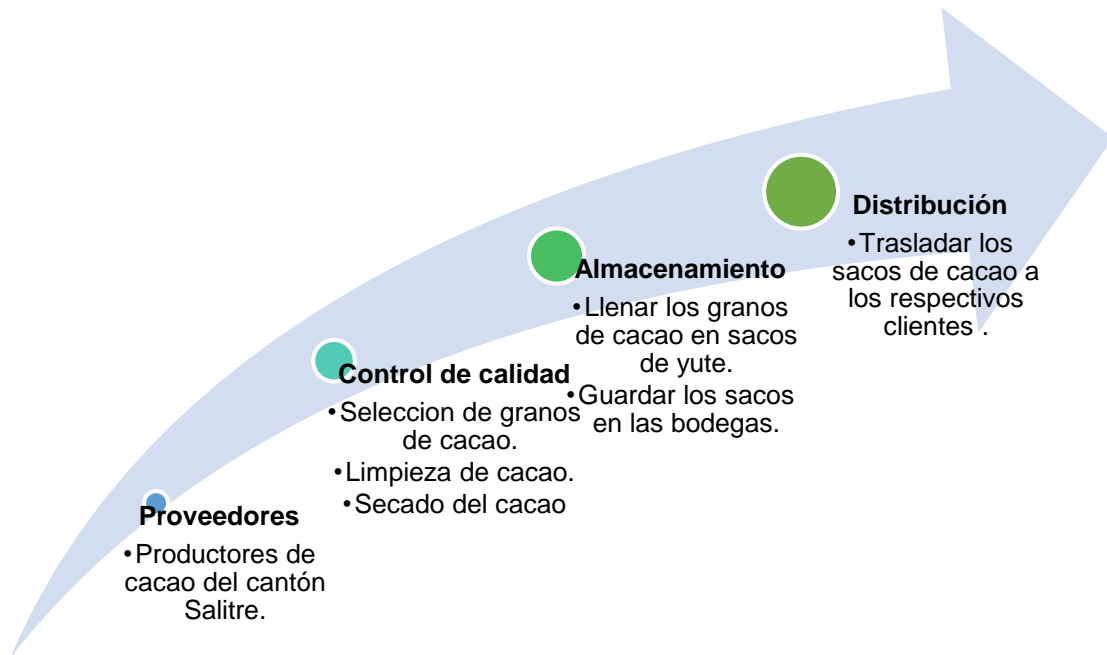 Proveedores
•Productores de
cacao del cantón
Salitre.
Control de calidad
•Seleccion de granos
de cacao.
•Limpieza de cacao.
•Secado del cacao
Almacenamiento
•Llenar los granos
de cacao en sacos
de yute.
•Guardar los sacos
en las bodegas.
Distribución
•Trasladar los
sacos de cacao a
los respectivos
clientes .